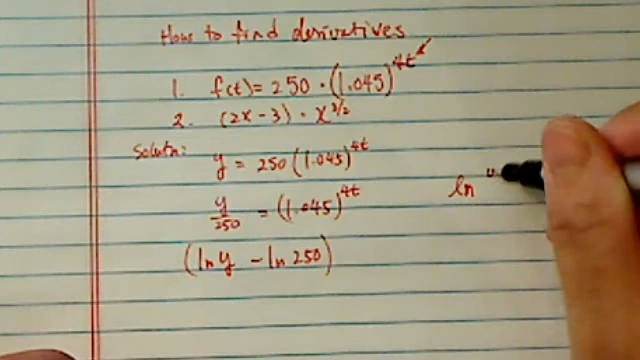 How to find derivatives
1. f(t) = 250 · (1.045)^4t
2. (2x - 3) · x^3/2
Solutn: y = 250 (1.045)^4t
y/250 = (1.045)^4t
(ln y - ln 250)
ln